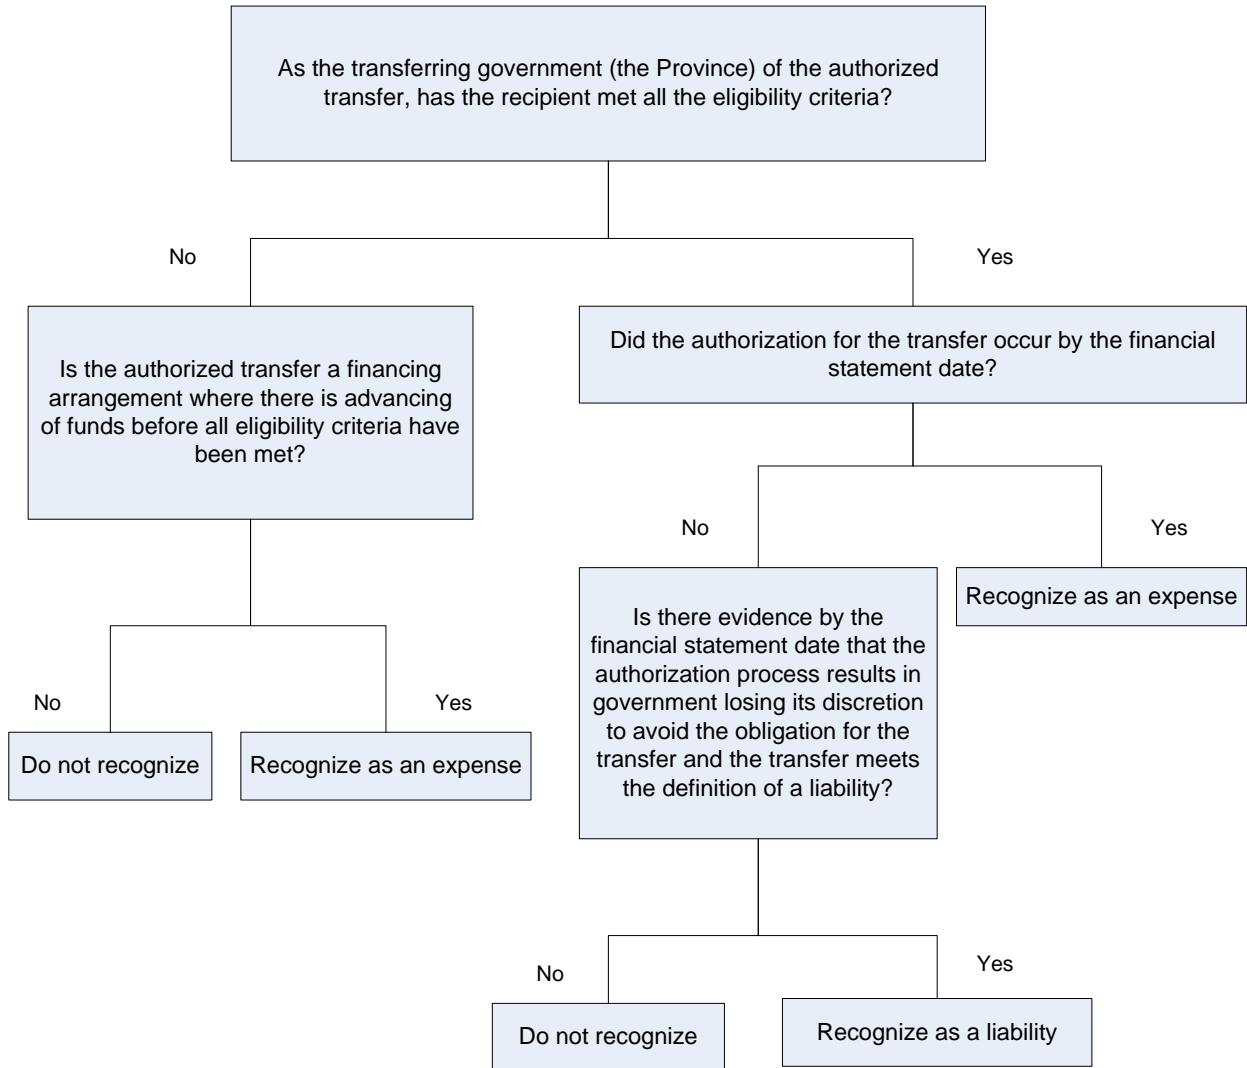 As the transferring government (the Province) of the authorized
transfer, has the recipient met all the eligibility criteria?
No
Yes
Is the authorized transfer a financing
arrangement where there is advancing
of funds before all eligibility criteria have
been met?
Did the authorization for the transfer occur by the financial
statement date?
No
Yes
Is there evidence by the
financial statement date that the
authorization process results in
government losing its discretion
to avoid the obligation for the
transfer and the transfer meets
the definition of a liability?
Recognize as an expense
No
Yes
Do not recognize
Recognize as an expense
No
Yes
Do not recognize
Recognize as a liability